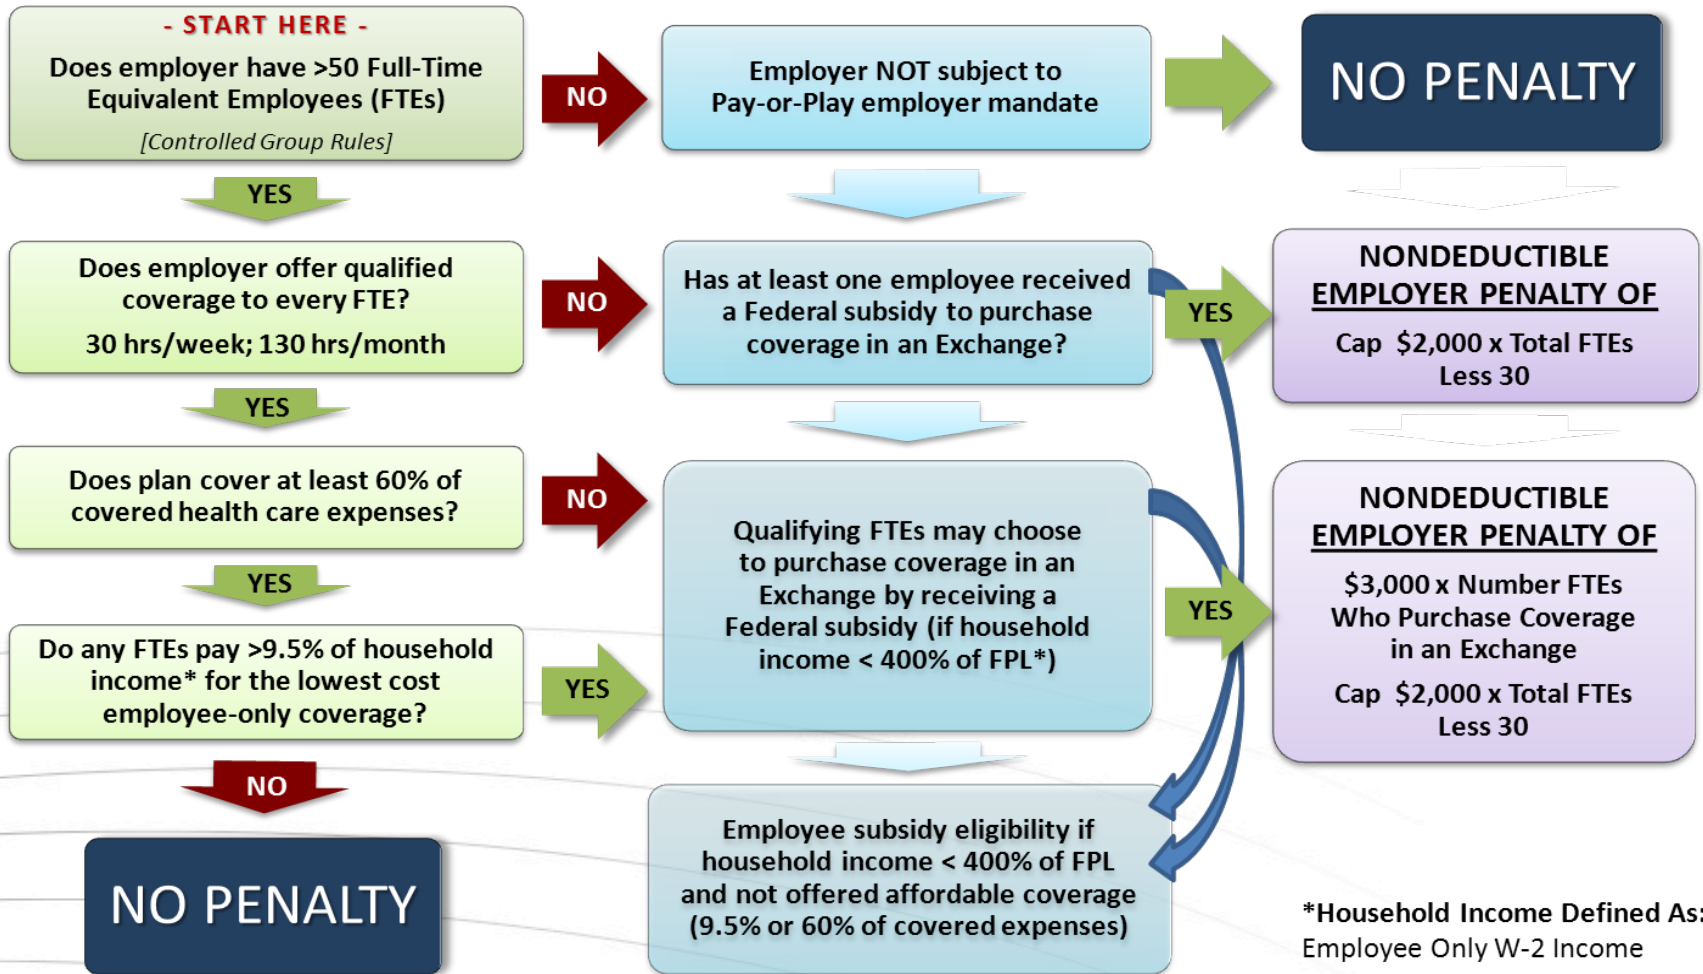 - START HERE -
Does employer have >50 Full-Time
Equivalent Employees (FTEs)
[Controlled Group Rules]
NO
Employer NOT subject to
Pay-or-Play employer mandate
NO PENALTY
YES
Does employer offer qualified
coverage to every FTE?
30 hrs/week; 130 hrs/month
NO
Has at least one employee received
a Federal subsidy to purchase
coverage in an Exchange?
YES
NONDEDUCTIBLE
EMPLOYER PENALTY OF
Cap $2,000 x Total FTEs
Less 30
YES
Does plan cover at least 60% of
covered health care expenses?
NO
Qualifying FTEs may choose
to purchase coverage in an
Exchange by receiving a
Federal subsidy (if household
income < 400% of FPL*)
YES
NONDEDUCTIBLE
EMPLOYER PENALTY OF
$3,000 x Number FTEs
Who Purchase Coverage
in an Exchange
Cap $2,000 x Total FTEs
Less 30
YES
Do any FTEs pay >9.5% of household
income* for the lowest cost
employee-only coverage?
YES
NO
NO PENALTY
Employee subsidy eligibility if
household income < 400% of FPL
and not offered affordable coverage
(9.5% or 60% of covered expenses)
*Household Income Defined As:
Employee Only W-2 Income